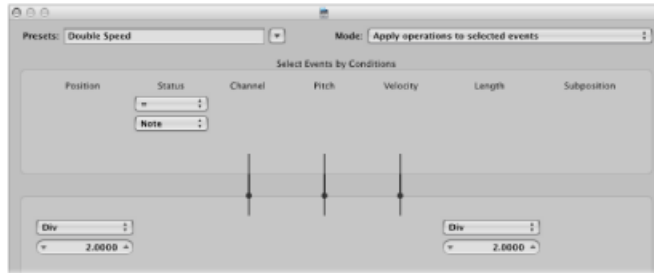 Presets: Double Speed Mode: Apply operations to selected events
Select Events by Conditions
Position Status Channel Pitch Velocity Length Subposition
=
Note
Div Div
2.0000 2.0000